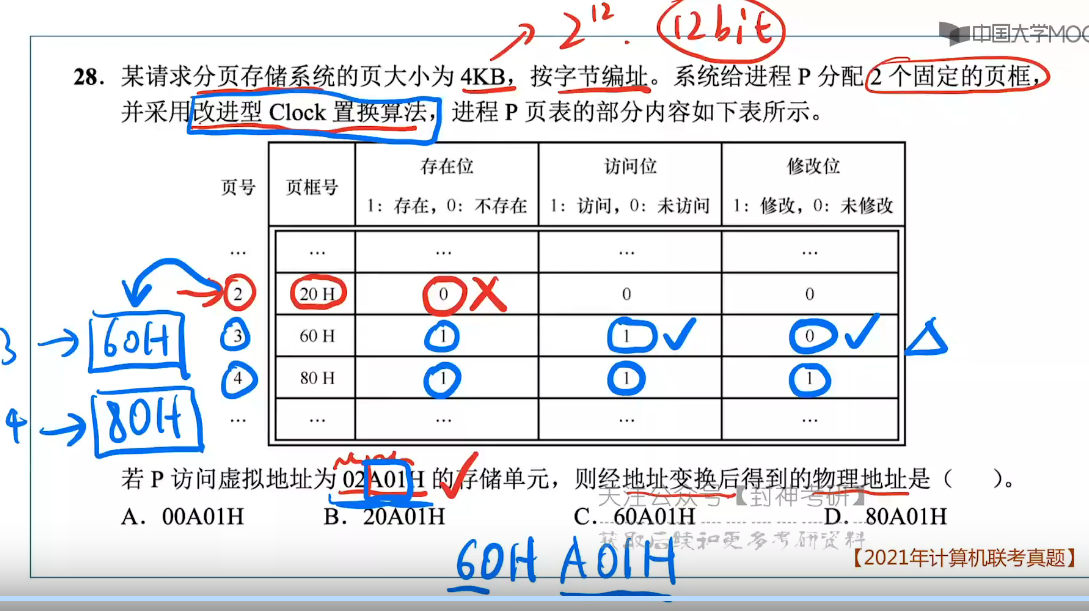 2¹². 12bit
中国大学MOO
28. 某请求分页存储系统的页大小为 4KB，按字节编址。系统给进程 P 分配 2 个固定的页框，
并采用改进型 Clock 置换算法，进程 P 页表的部分内容如下表所示。
页号 页框号 存在位 访问位 修改位
1：存在，0：不存在 1：访问，0：未访问 1：修改，0：未修改
… … … … …
2 20 H 0 0 0
3 60H 3 60 H 1 1 0
4 80H 4 80 H 1 1 1
… … … … …
若 P 访问虚拟地址为 02A01H 的存储单元，则经地址变换后得到的物理地址是（ ）。
关注公众号【封神考研】
A．00A01H B．20A01H C．60A01H D．80A01H
获取后续和更多考研资料
60H A01H
【2021年计算机联考真题】